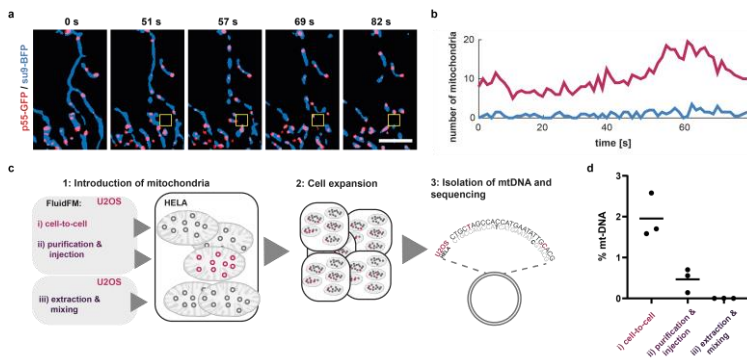 a
0 s
51 s
57 s
69 s
82 s
p55-GFP / su9-BFP
b
number of mitochondria
20
10
0
0
20
40
60
time [s]
c
1: Introduction of mitochondria
FluidFM: U2OS
i) cell-to-cell
ii) purification & injection
U2OS
iii) extraction & mixing
HELA
2: Cell expansion
3: Isolation of mtDNA and
sequencing
U2OS
HELA
d
% mt-DNA
3
2
1
0
i) cell-to-cell
ii) purification &
injection
iii) extraction &
mixing